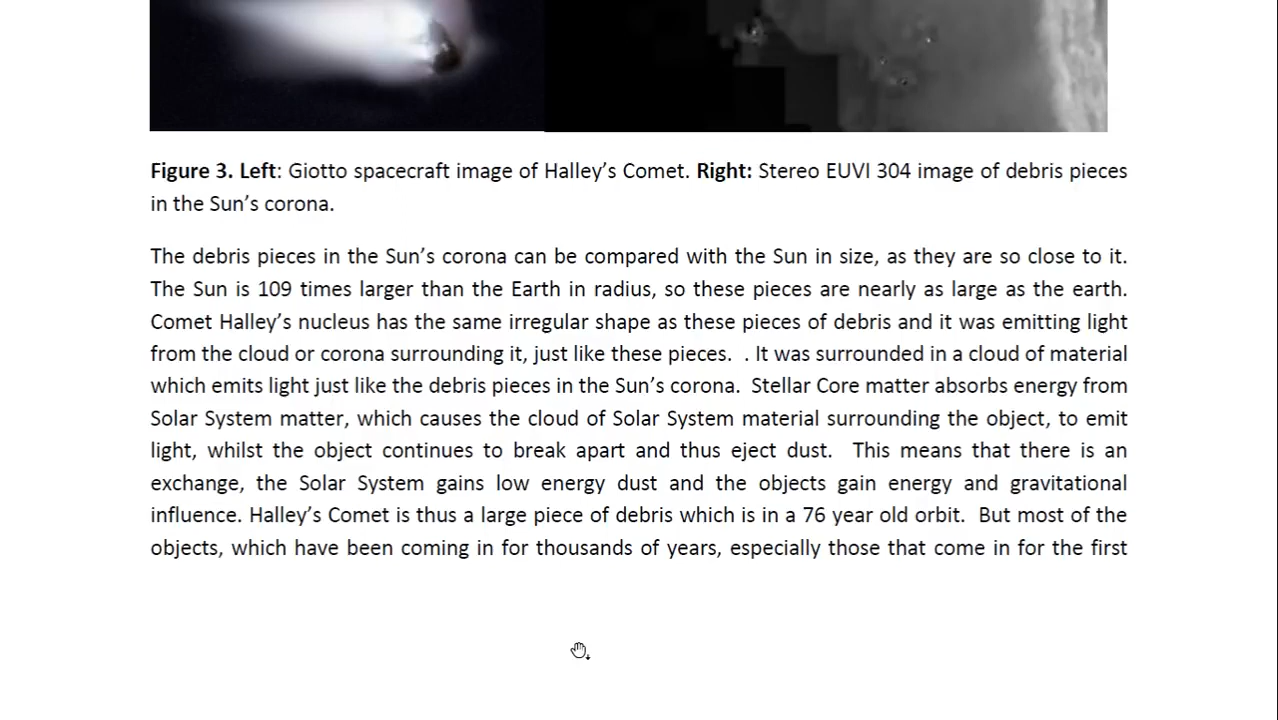 Figure 3. Left: Giotto spacecraft image of Halley’s Comet. Right: Stereo EUVI 304 image of debris pieces
in the Sun’s corona.
The debris pieces in the Sun’s corona can be compared with the Sun in size, as they are so close to it.
The Sun is 109 times larger than the Earth in radius, so these pieces are nearly as large as the earth.
Comet Halley’s nucleus has the same irregular shape as these pieces of debris and it was emitting light
from the cloud or corona surrounding it, just like these pieces.  . It was surrounded in a cloud of material
which emits light just like the debris pieces in the Sun’s corona.  Stellar Core matter absorbs energy from
Solar System matter, which causes the cloud of Solar System material surrounding the object, to emit
light, whilst the object continues to break apart and thus eject dust.  This means that there is an
exchange, the Solar System gains low energy dust and the objects gain energy and gravitational
influence. Halley’s Comet is thus a large piece of debris which is in a 76 year old orbit.  But most of the
objects, which have been coming in for thousands of years, especially those that come in for the first